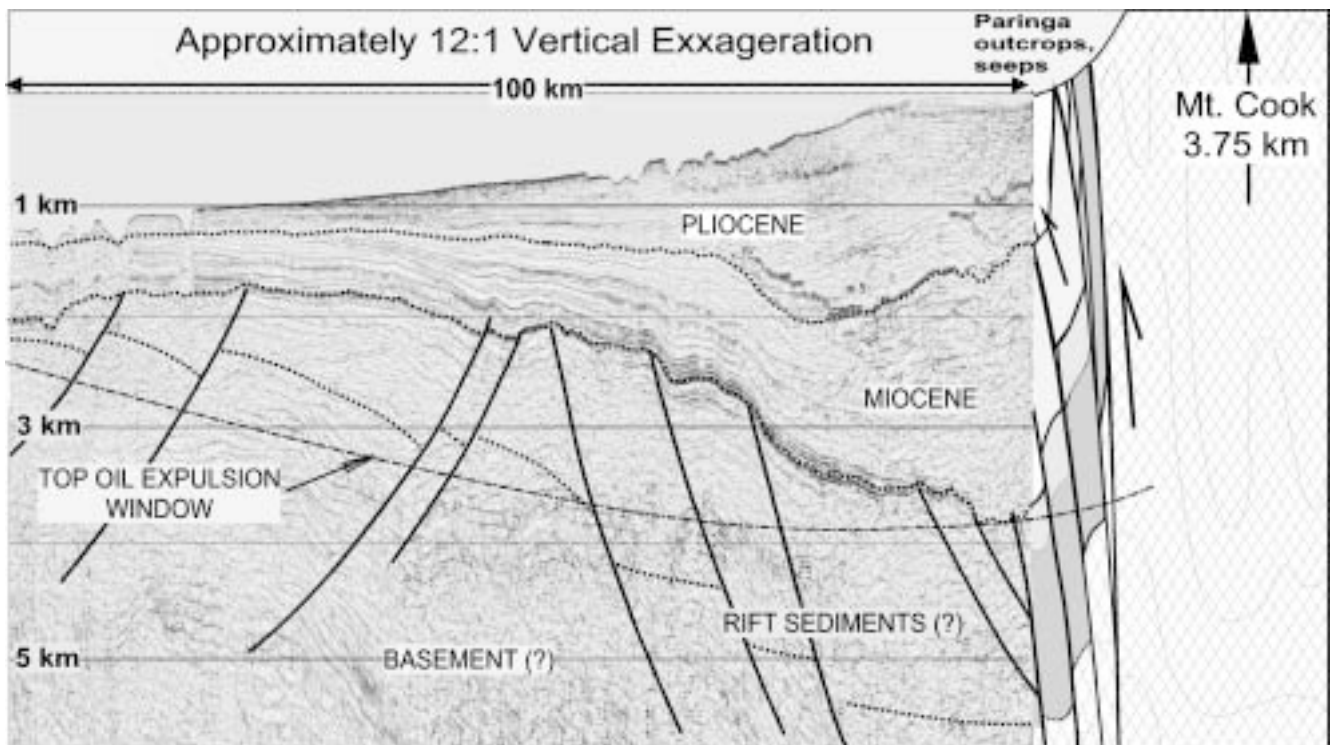 Approximately 12:1 Vertical Exxageration
Paringa
outcrops,
seeps
100 km
Mt. Cook
3.75 km
1 km
PLIOCENE
MIOCENE
3 km
TOP OIL EXPULSION
WINDOW
RIFT SEDIMENTS (?)
5 km
BASEMENT (?)